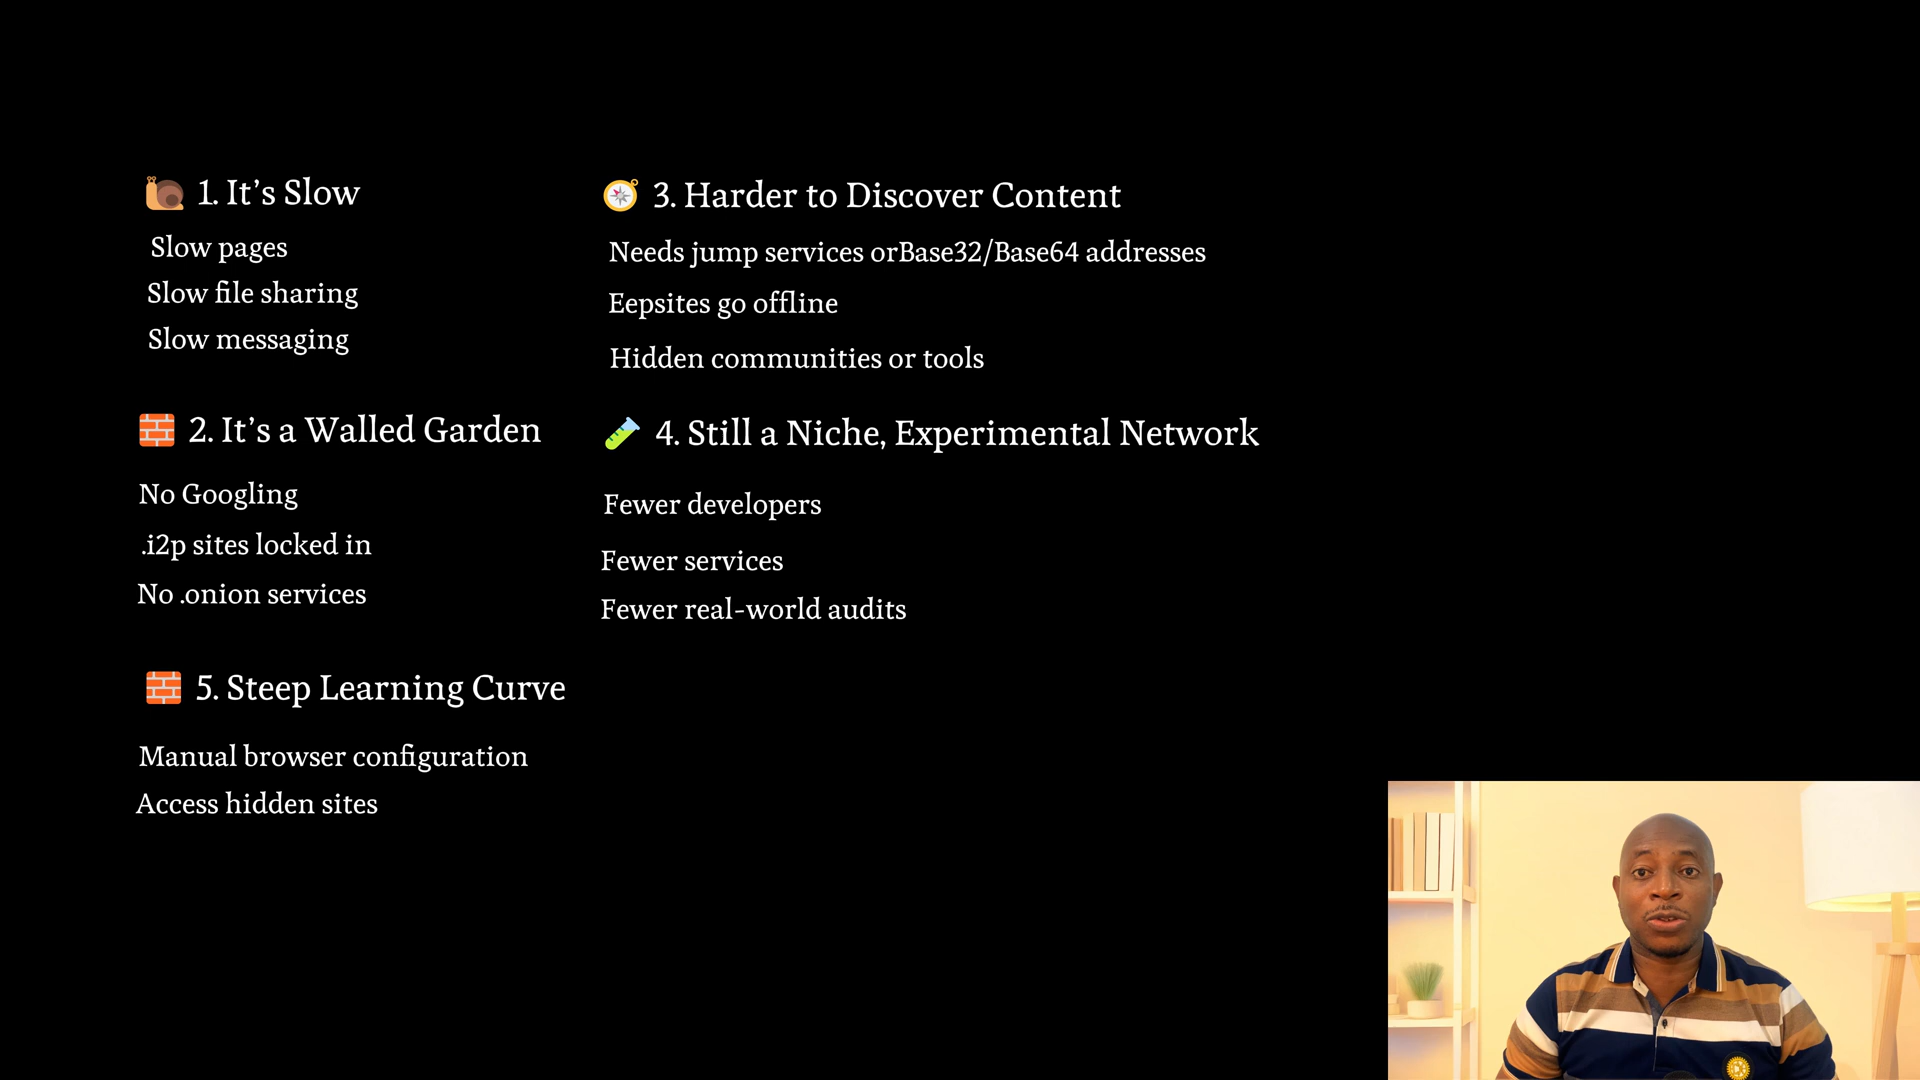 1. It’s Slow
Slow pages
Slow file sharing
Slow messaging
2. It’s a Walled Garden
No Googling
.i2p sites locked in
No .onion services
3. Harder to Discover Content
Needs jump services orBase32/Base64 addresses
Eepsites go offline
Hidden communities or tools
4. Still a Niche, Experimental Network
Fewer developers
Fewer services
Fewer real-world audits
5. Steep Learning Curve
Manual browser configuration
Access hidden sites